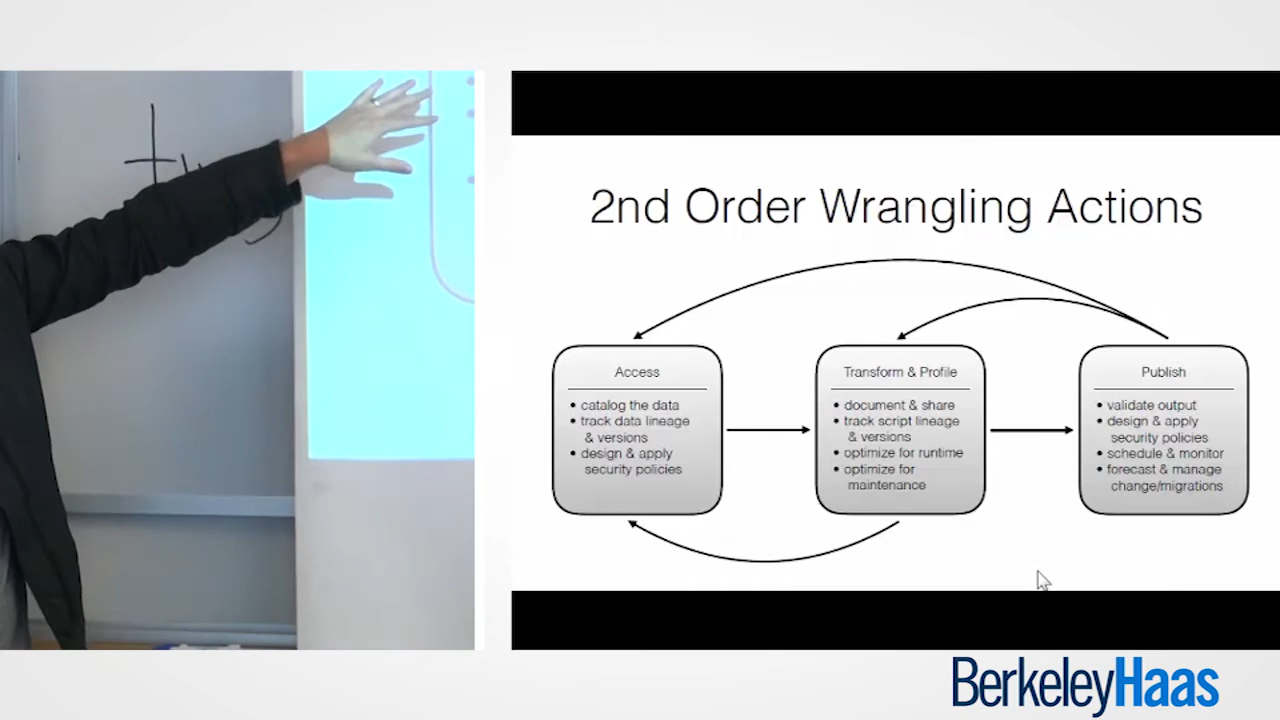 2nd Order Wrangling Actions
Access
• catalog the data
• track data lineage
& versions
• design & apply
security policies
Transform & Profile
• document & share
• track script lineage
& versions
• optimize for runtime
• optimize for
maintenance
Publish
• validate output
• design & apply
security policies
• schedule & monitor
• forecast & manage
change/migrations
BerkeleyHaas